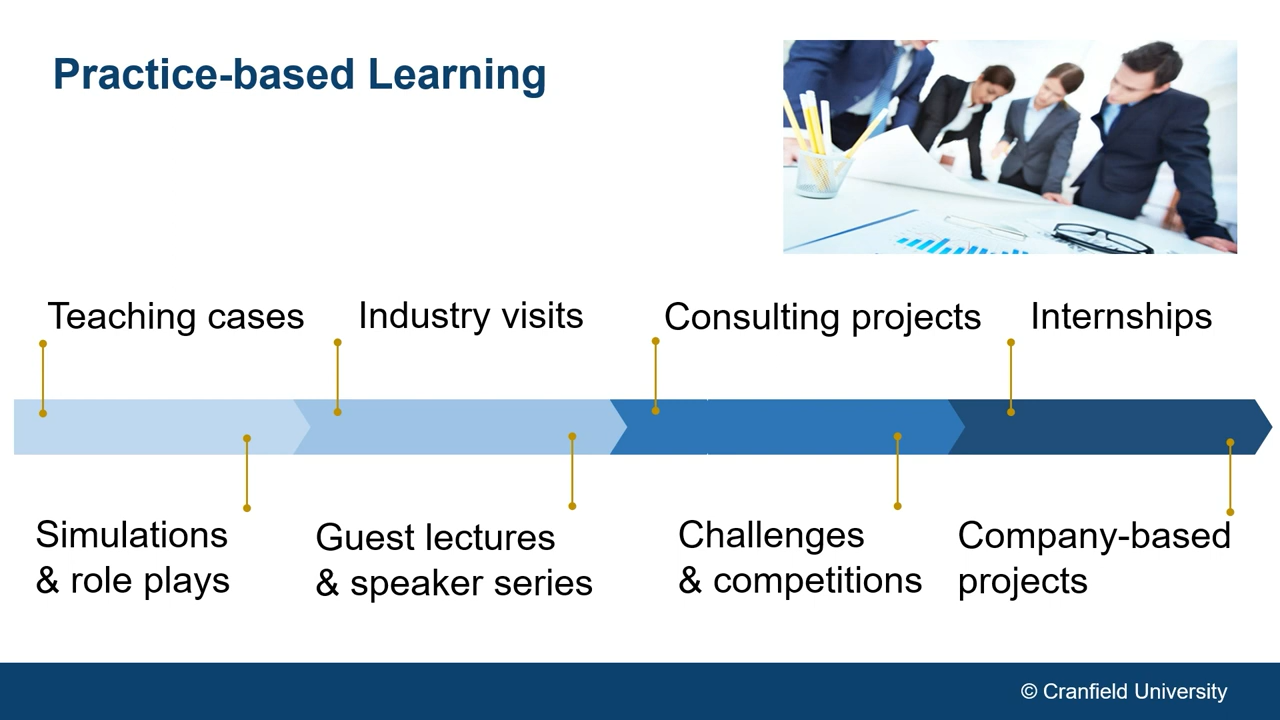 Practice-based Learning
Teaching cases
Industry visits
Consulting projects
Internships
Simulations
& role plays
Guest lectures
& speaker series
Challenges
& competitions
Company-based
projects
© Cranfield University